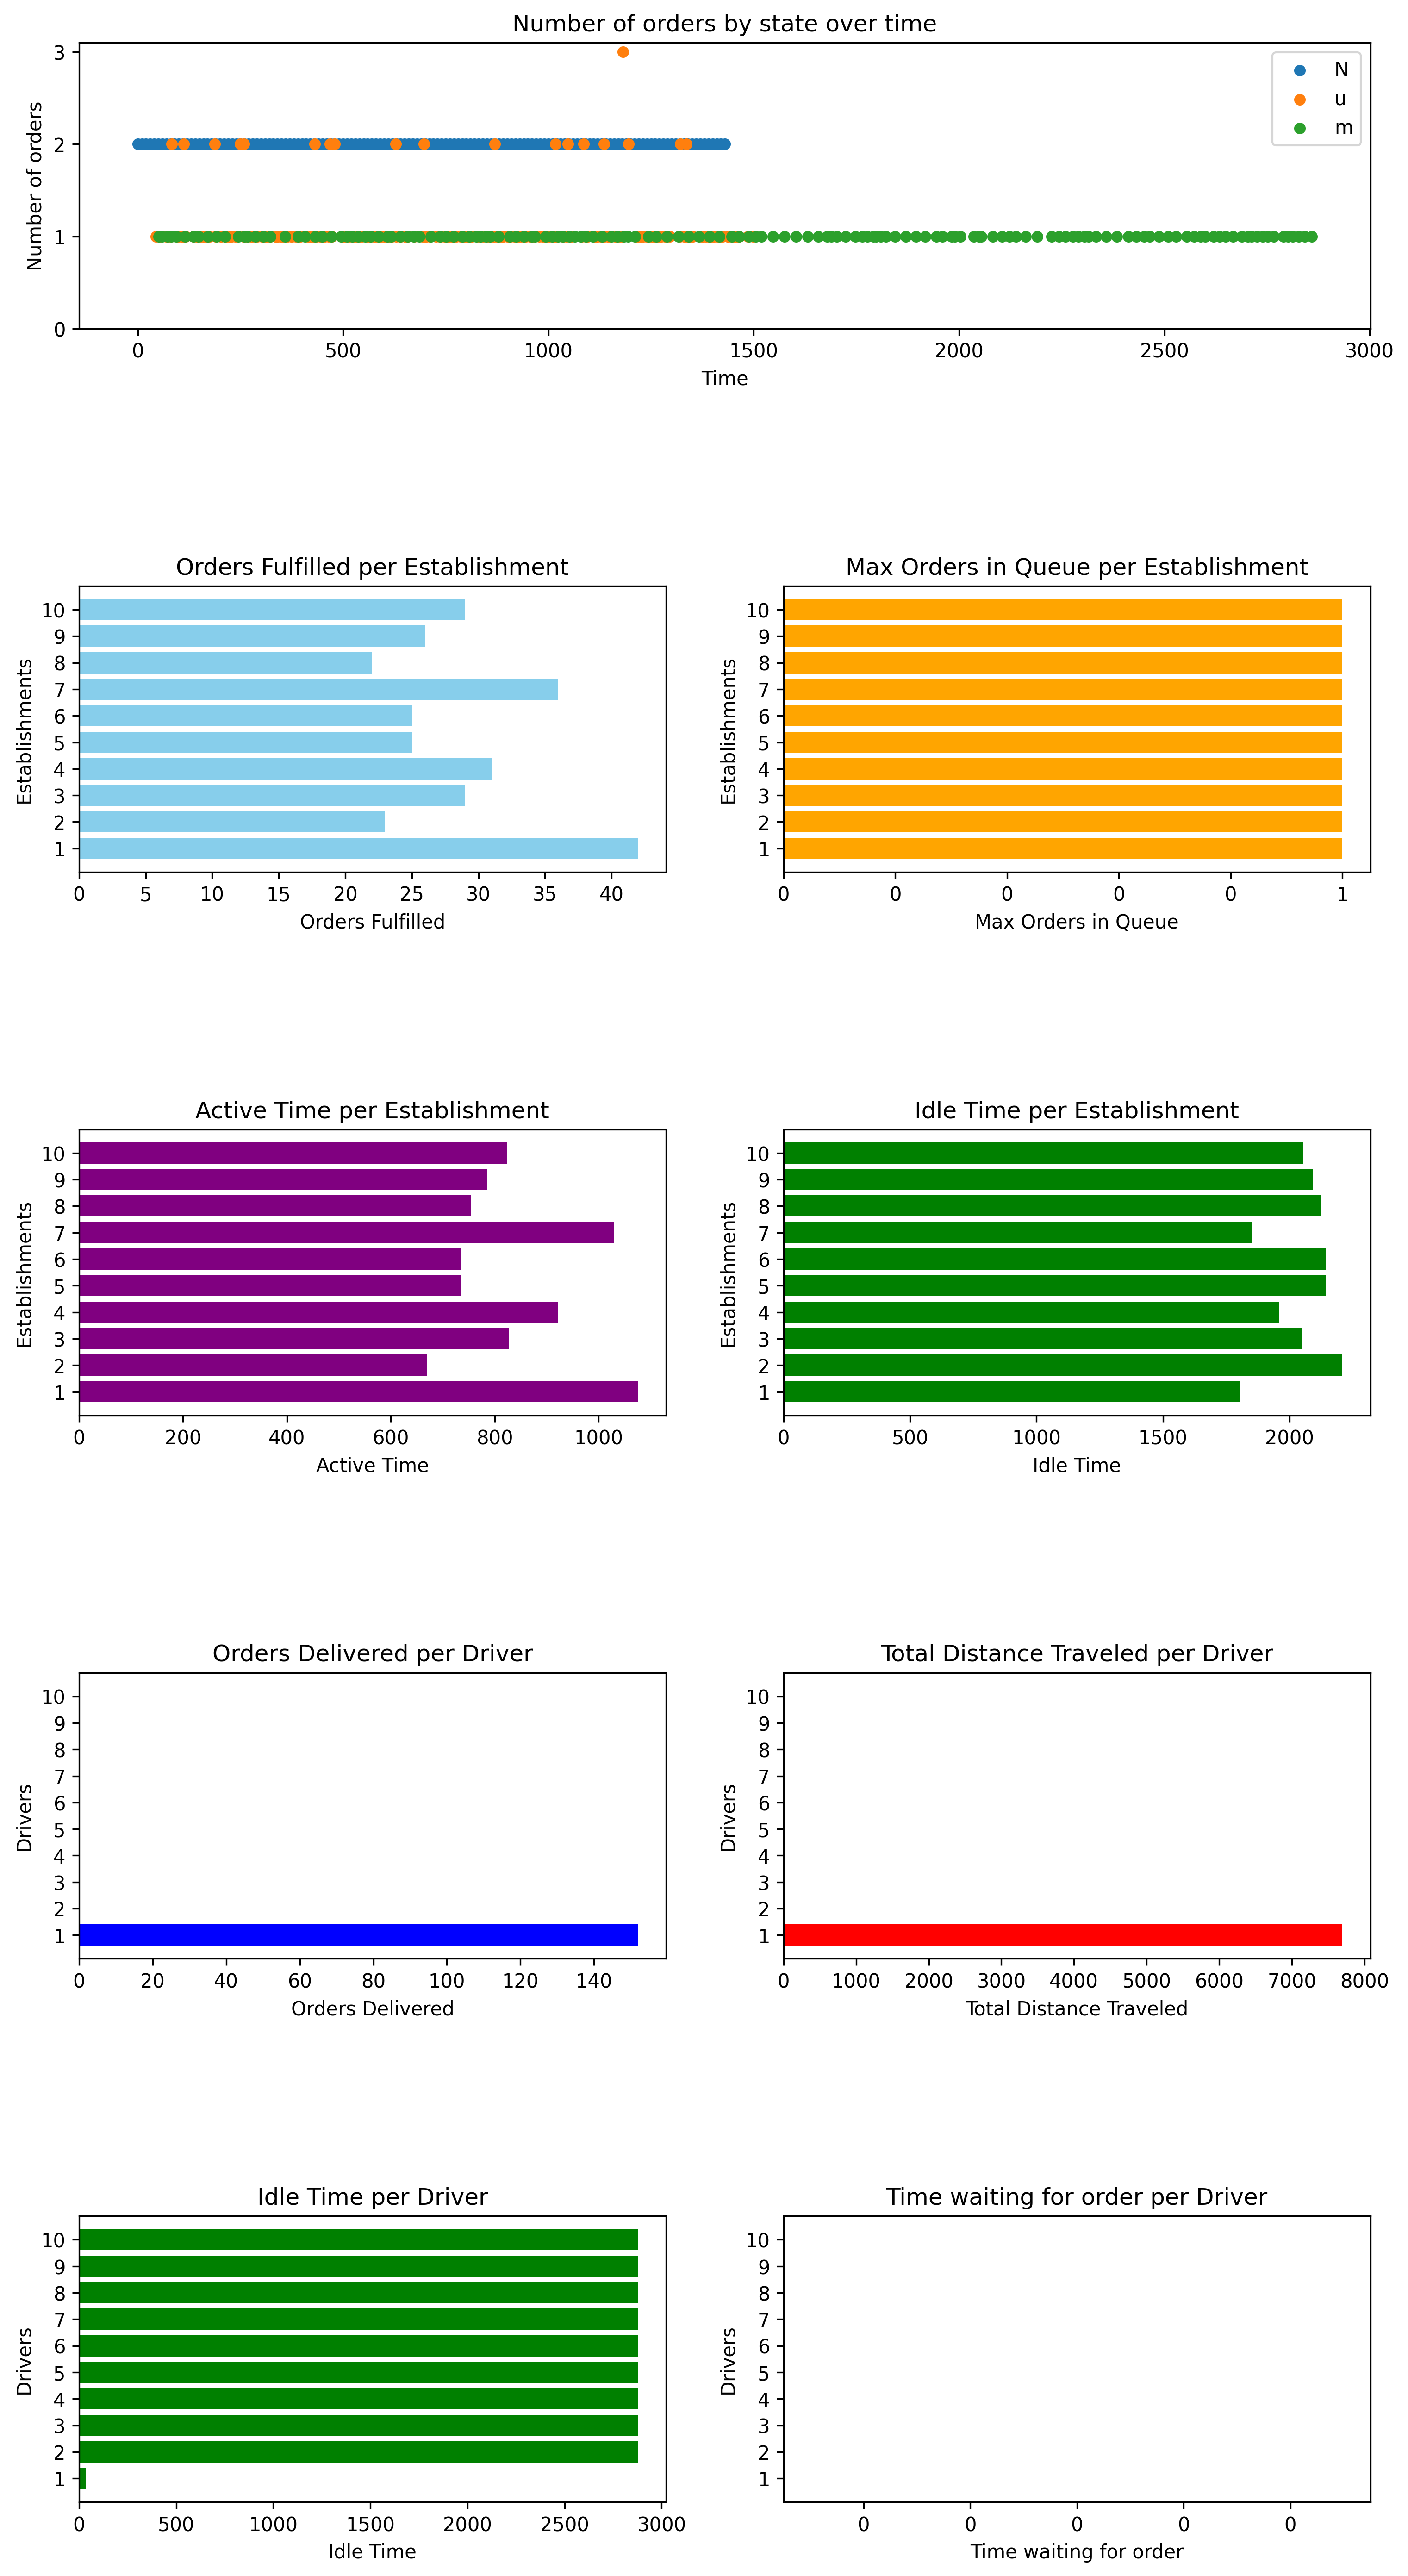 Number of orders by state over time
3
2
1
0
Number of orders
N
u
m
0 500 1000 1500 2000 2500 3000
Time
Orders Fulfilled per Establishment
10
9
8
7
6
5
4
3
2
1
Establishments
0 5 10 15 20 25 30 35 40
Orders Fulfilled
Max Orders in Queue per Establishment
10
9
8
7
6
5
4
3
2
1
Establishments
0 0 0 0 0 1
Max Orders in Queue
Active Time per Establishment
10
9
8
7
6
5
4
3
2
1
Establishments
0 200 400 600 800 1000
Active Time
Idle Time per Establishment
10
9
8
7
6
5
4
3
2
1
Establishments
0 500 1000 1500 2000
Idle Time
Orders Delivered per Driver
10
9
8
7
6
5
4
3
2
1
Drivers
0 20 40 60 80 100 120 140
Orders Delivered
Total Distance Traveled per Driver
10
9
8
7
6
5
4
3
2
1
Drivers
0 1000 2000 3000 4000 5000 6000 7000 8000
Total Distance Traveled
Idle Time per Driver
10
9
8
7
6
5
4
3
2
1
Drivers
0 500 1000 1500 2000 2500 3000
Idle Time
Time waiting for order per Driver
10
9
8
7
6
5
4
3
2
1
Drivers
0 0 0 0 0
Time waiting for order